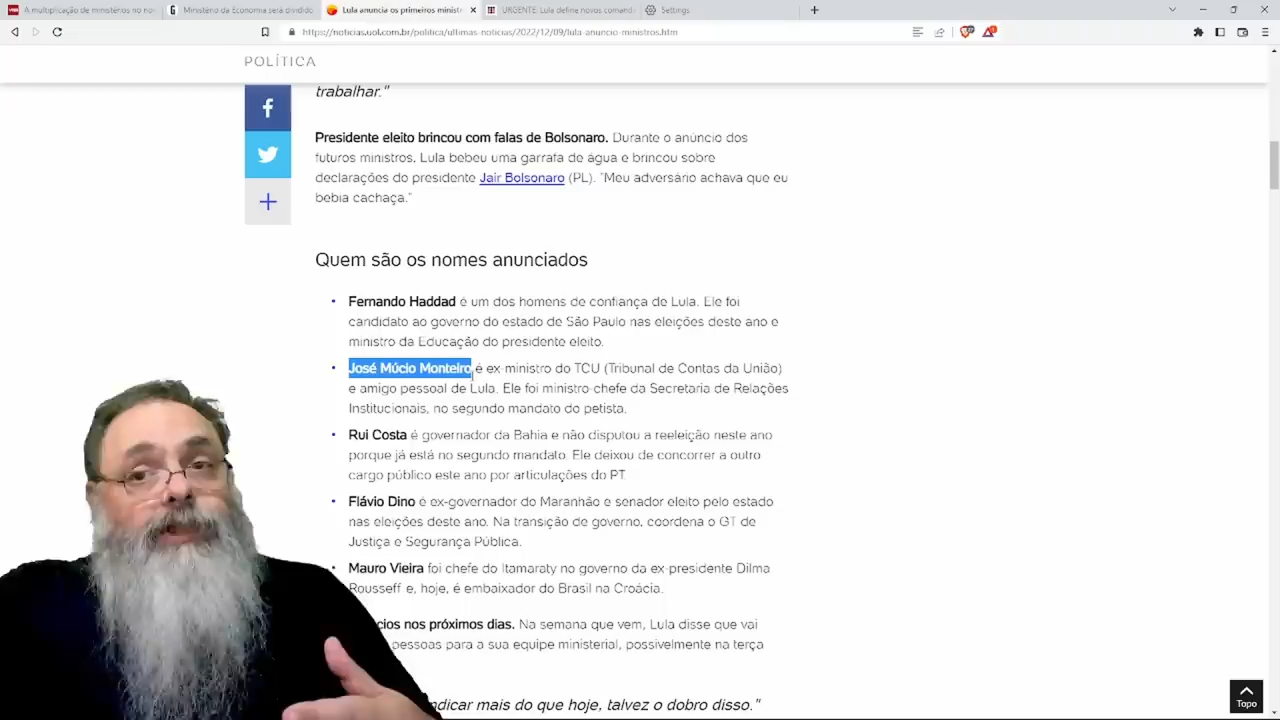 A multiplicação de ministérios no nov
Ministério da Economia será dividido
Lula anuncia os primeiros ministr
URGENTE: Lula define novos comand
Settings
https://noticias.uol.com.br/politica/ultimas-noticias/2022/12/09/lula-anuncio-ministros.htm
POLÍTICA
trabalhar."
Presidente eleito brincou com falas de Bolsonaro. Durante o anúncio dos
futuros ministros, Lula bebeu uma garrafa de água e brincou sobre
declarações do presidente Jair Bolsonaro (PL). "Meu adversário achava que eu
bebia cachaça."
Quem são os nomes anunciados
Fernando Haddad é um dos homens de confiança de Lula. Ele foi
candidato ao governo do estado de São Paulo nas eleições deste ano e
ministro da Educação do presidente eleito.
José Múcio Monteiro é ex-ministro do TCU (Tribunal de Contas da União)
e amigo pessoal de Lula. Ele foi ministro-chefe da Secretaria de Relações
Institucionais, no segundo mandato do petista.
Rui Costa é governador da Bahia e não disputou a reeleição neste ano
porque já está no segundo mandato. Ele deixou de concorrer a outro
cargo público este ano por articulações do PT.
Flávio Dino é ex-governador do Maranhão e senador eleito pelo estado
nas eleições deste ano. Na transição de governo, coordena o GT de
Justiça e Segurança Pública.
Mauro Vieira foi chefe do Itamaraty no governo da ex-presidente Dilma
Rousseff e, hoje, é embaixador do Brasil na Croácia.
cios nos próximos dias. Na semana que vem, Lula disse que vai
pessoas para a sua equipe ministerial, possivelmente na terça
ndicar mais do que hoje, talvez o dobro disso."
Topo